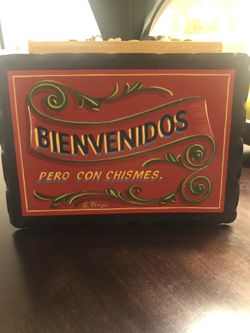 BIENVENIDOS
PERO CON CHISMES.